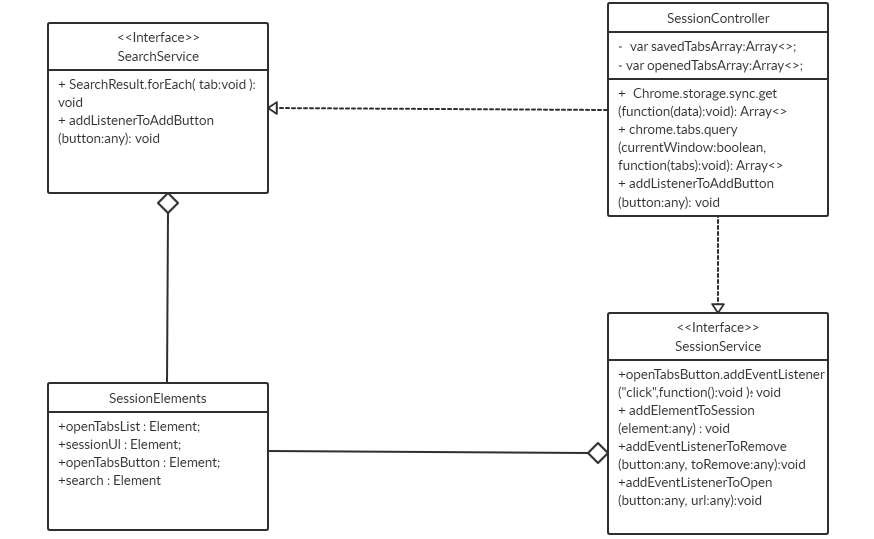 <<Interface>>
SearchService
+ SearchResult.forEach( tab:void ):
void
+ addListenerToAddButton
(button:any): void
SessionController
-  var savedTabsArray:Array<>;
- var openedTabsArray:Array<>;
+  Chrome.storage.sync.get
(function(data):void): Array<>
+ chrome.tabs.query
(currentWindow:boolean,
function(tabs):void): Array<>
+ addListenerToAddButton
(button:any): void
SessionElements
+openTabsList : Element;
+sessionUI : Element;
+openTabsButton : Element;
+search : Element
<<Interface>>
SessionService
+openTabsButton.addEventListener
("click",function():void ); void
+ addElementToSession
(element:any) : void
+addEventListenerToRemove
(button:any, toRemove:any):void
+addEventListenerToOpen
(button:any, url:any):void